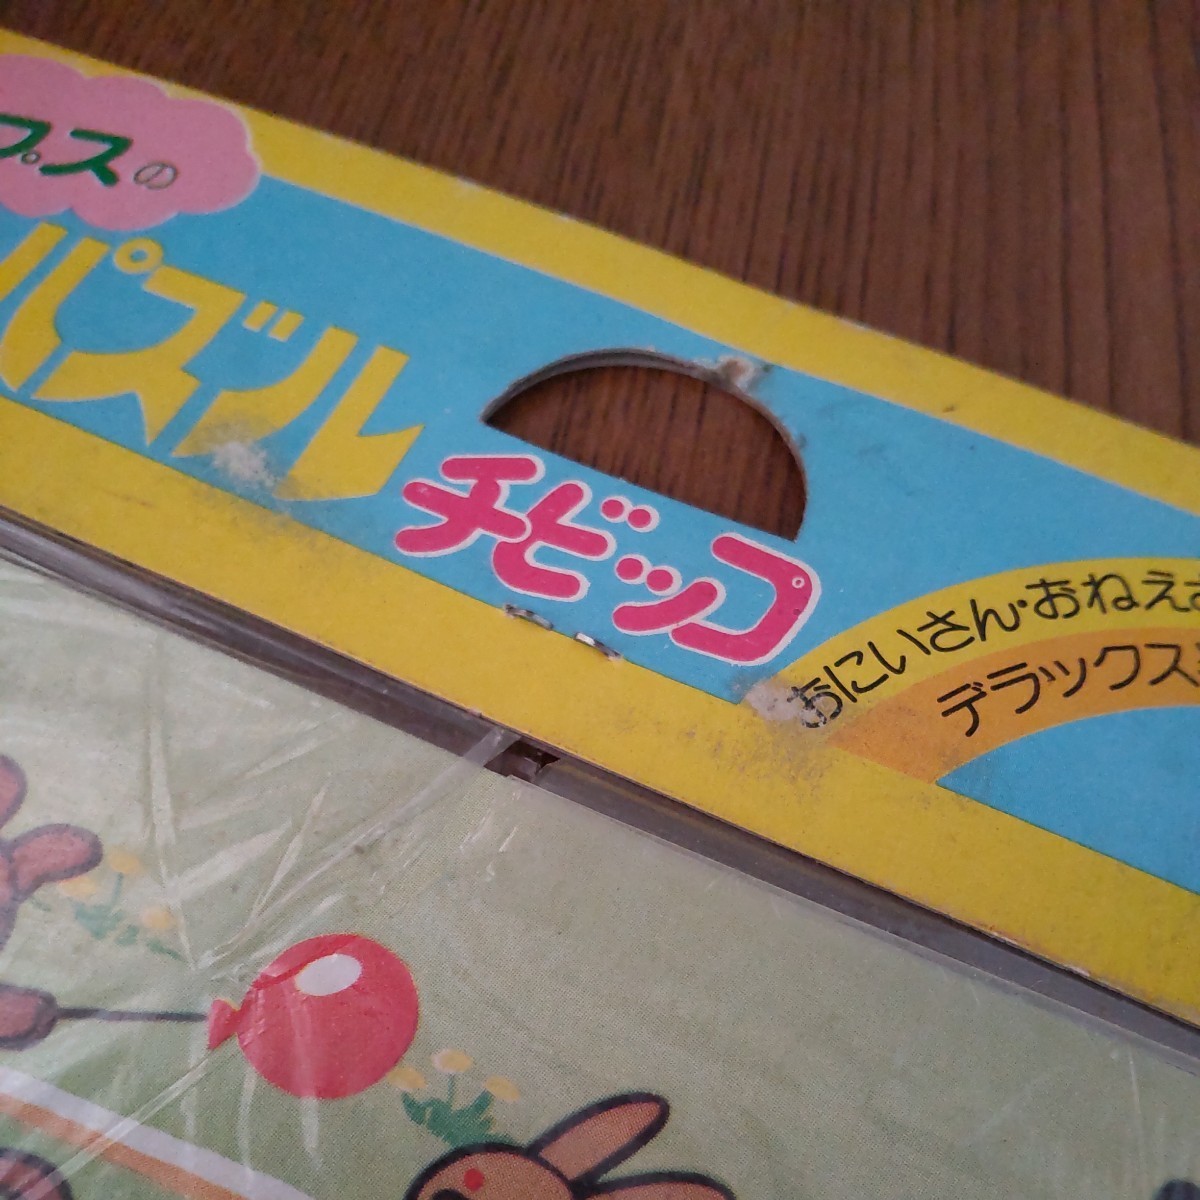 プスの
パズル
チビッコ
おにいさん・おねえさ
デラックス